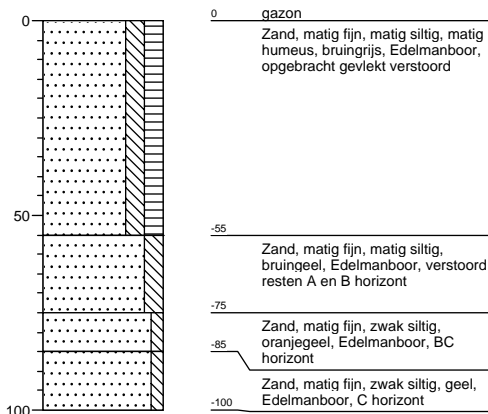 0
50
100
0 gazon
Zand, matig fijn, matig siltig, matig
humeus, bruingrijs, Edelmanboor,
opgebracht gevlekt verstoord
-55
Zand, matig fijn, matig siltig,
bruingeel, Edelmanboor, verstoord
resten A en B horizont
-75
Zand, matig fijn, zwak siltig,
oranjegeel, Edelmanboor, BC
horizont
-85
Zand, matig fijn, zwak siltig, geel,
Edelmanboor, C horizont
-100